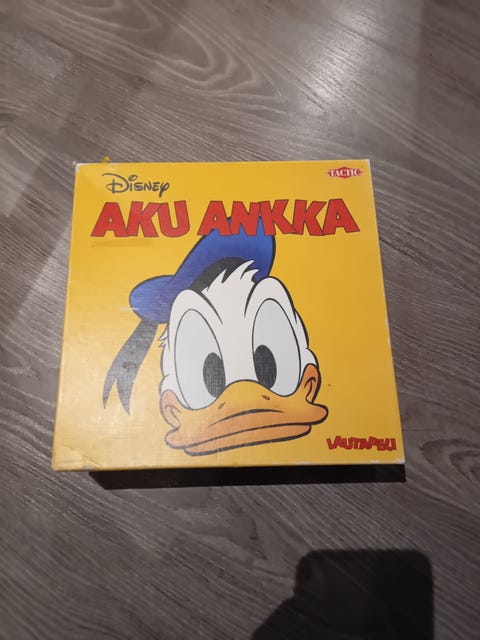 Disney
TACTIC
AKU ANKKA
LAUTAPELI